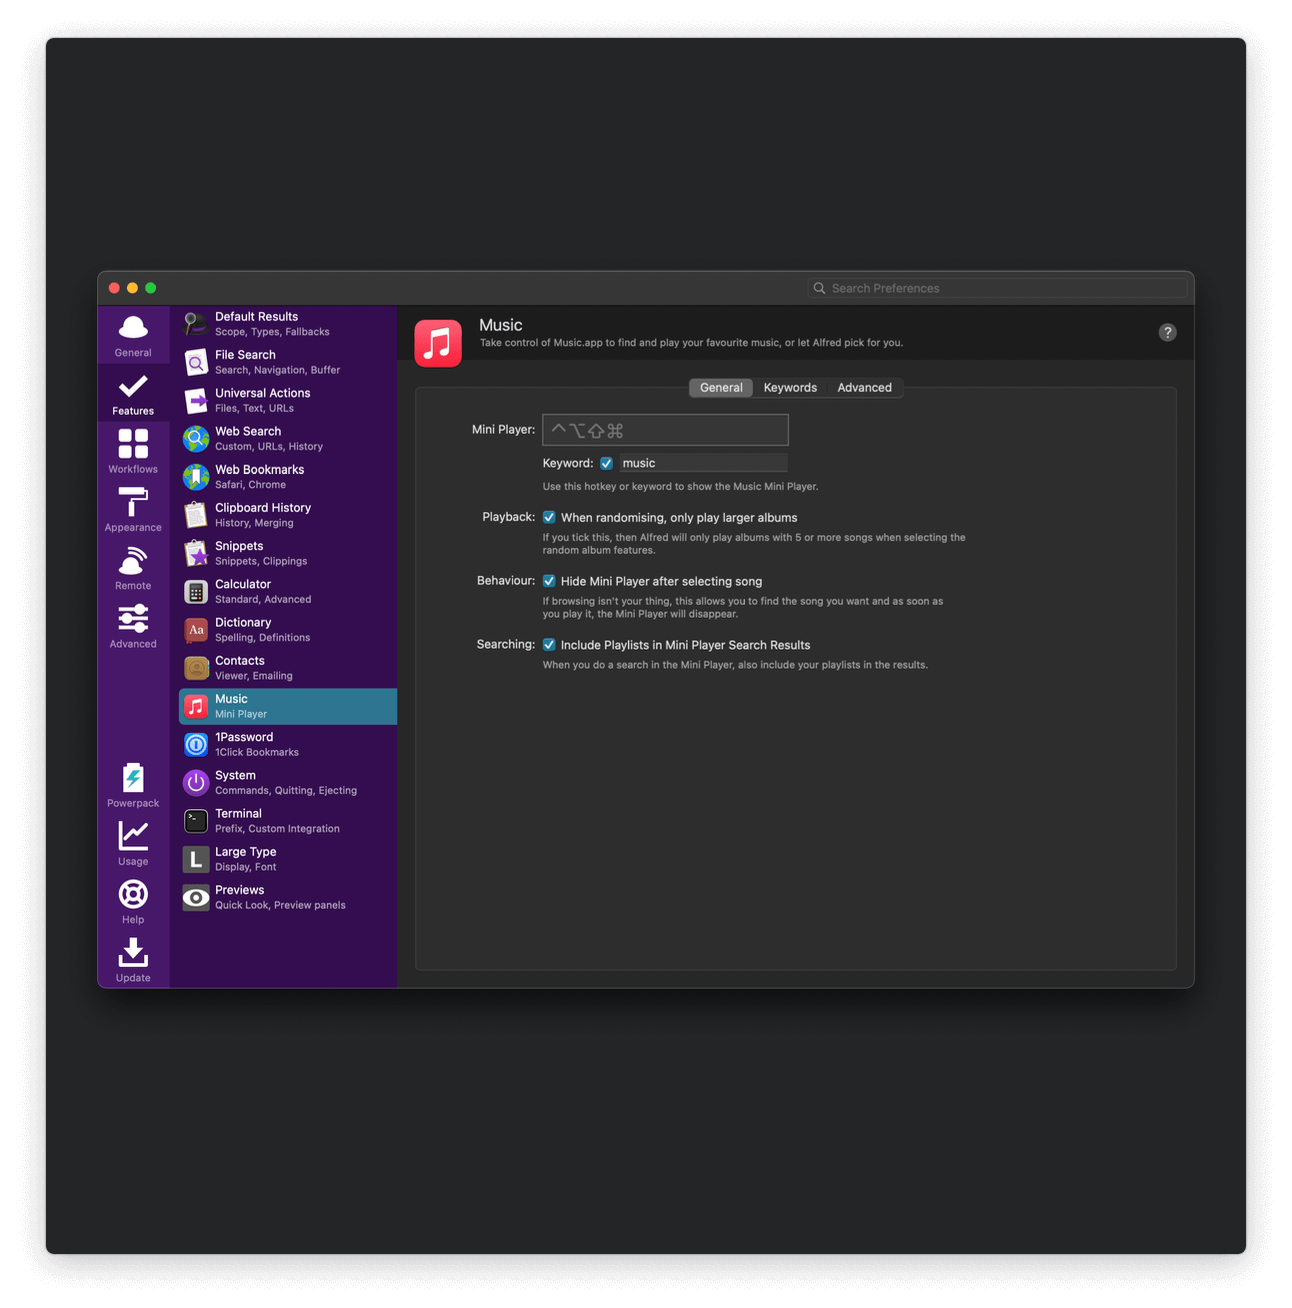 Search Preferences
General
Features
Workflows
Appearance
Remote
Advanced
Powerpack
Usage
Help
Update
Default Results
Scope, Types, Fallbacks
File Search
Search, Navigation, Buffer
Universal Actions
Files, Text, URLs
Web Search
Custom, URLs, History
Web Bookmarks
Safari, Chrome
Clipboard History
History, Merging
Snippets
Snippets, Clippings
Calculator
Standard, Advanced
Aa
Dictionary
Spelling, Definitions
Contacts
Viewer, Emailing
Music
Mini Player
1Password
1Click Bookmarks
System
Commands, Quitting, Ejecting
>_
Terminal
Prefix, Custom Integration
L
Large Type
Display, Font
Previews
Quick Look, Preview panels
Music
Take control of Music.app to find and play your favourite music, or let Alfred pick for you.
?
General Keywords Advanced
Mini Player: ⌃⌥⇧⌘
Keyword: music
Use this hotkey or keyword to show the Music Mini Player.
Playback: When randomising, only play larger albums
If you tick this, then Alfred will only play albums with 5 or more songs when selecting the
random album features.
Behaviour: Hide Mini Player after selecting song
If browsing isn't your thing, this allows you to find the song you want and as soon as
you play it, the Mini Player will disappear.
Searching: Include Playlists in Mini Player Search Results
When you do a search in the Mini Player, also include your playlists in the results.